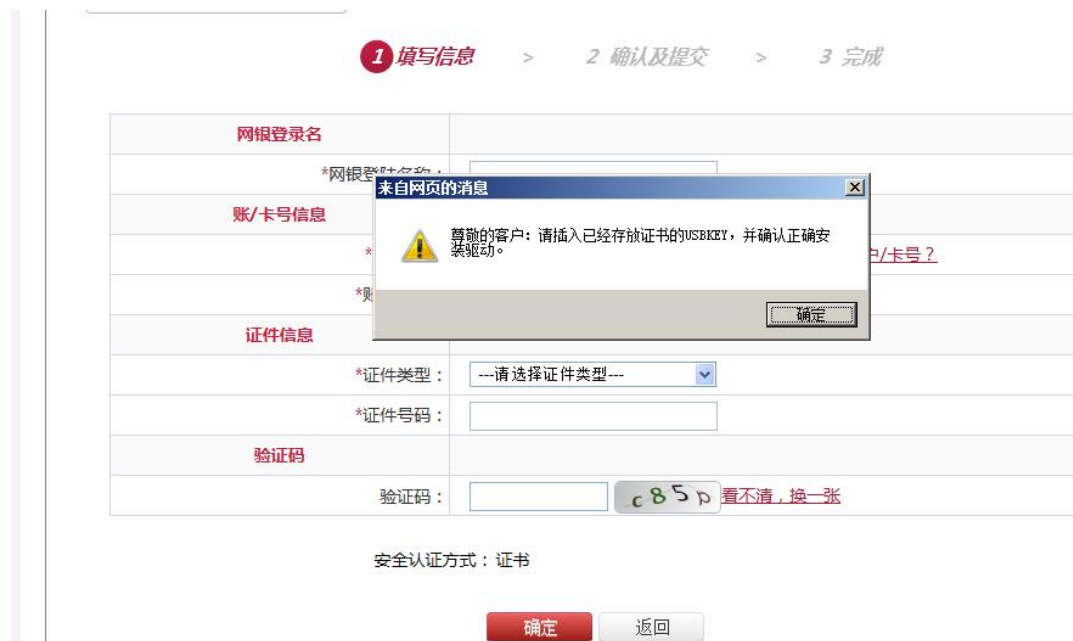 1 填写信息 > 2 确认及提交 > 3 完成
网银登录名
*网银登陆名称：
来自网页的消息
账/卡号信息
尊敬的客户：请插入已经存放证书的USBKEY，并确认正确安
装驱动。
*
户/卡号？
*账
确定
证件信息
*证件类型： ---请选择证件类型---
*证件号码：
验证码
验证码： c85p 看不清，换一张
安全认证方式：证书
确定 返回